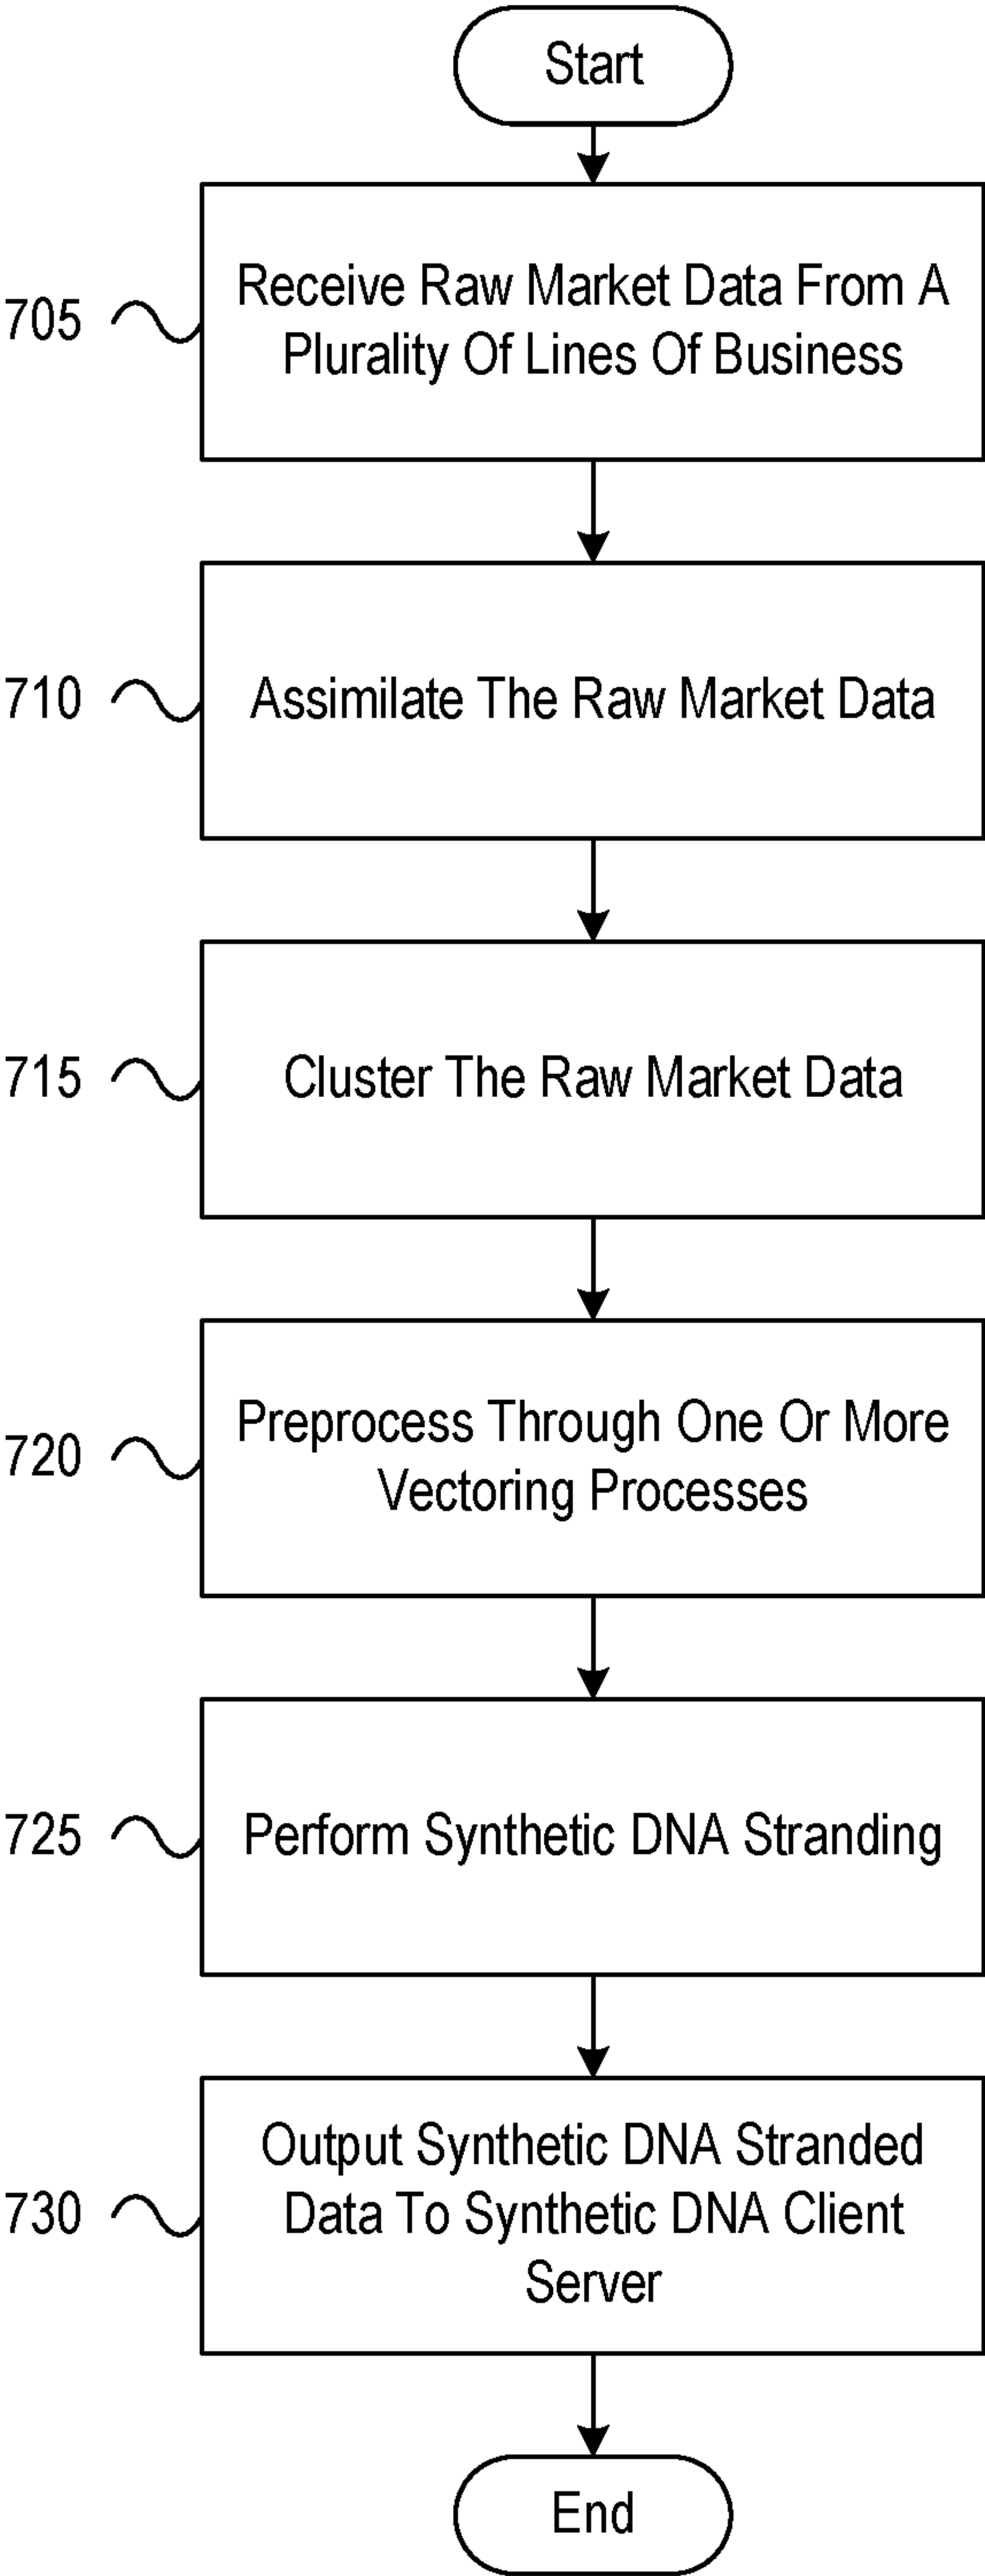 Start
705
Receive Raw Market Data From A
Plurality Of Lines Of Business
710
Assimilate The Raw Market Data
715
Cluster The Raw Market Data
720
Preprocess Through One Or More
Vectoring Processes
725
Perform Synthetic DNA Stranding
730
Output Synthetic DNA Stranded
Data To Synthetic DNA Client
Server
End